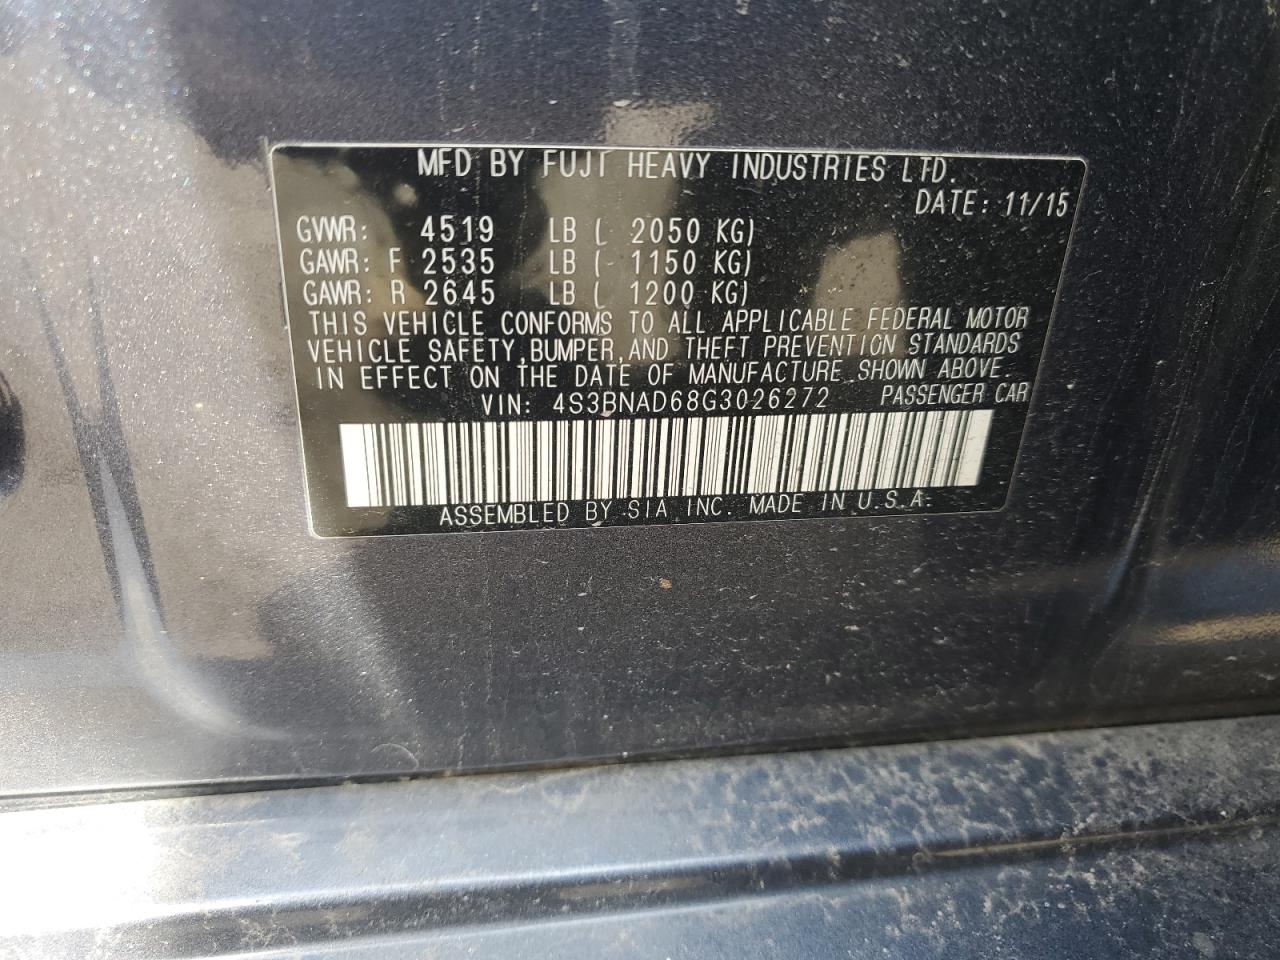 MFD BY FUJI HEAVY INDUSTRIES LTD.
DATE: 11/15
GVWR: 4519 LB ( 2050 KG)
GAWR: F 2535 LB ( 1150 KG)
GAWR: R 2645 LB ( 1200 KG)
THIS VEHICLE CONFORMS TO ALL APPLICABLE FEDERAL MOTOR
VEHICLE SAFETY,BUMPER,AND THEFT PREVENTION STANDARDS
IN EFFECT ON THE DATE OF MANUFACTURE SHOWN ABOVE.
VIN: 4S3BNAD68G3026272 PASSENGER CAR
ASSEMBLED BY SIA INC. MADE IN U.S.A.